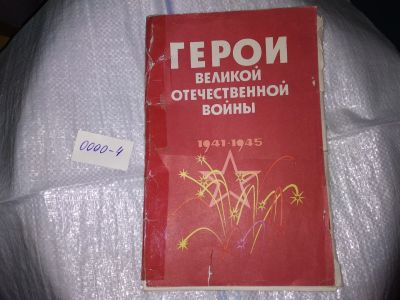 ГЕРОИ
ВЕЛИКОЙ
ОТЕЧЕСТВЕННОЙ
ВОЙНЫ
1941-1945
0000-4